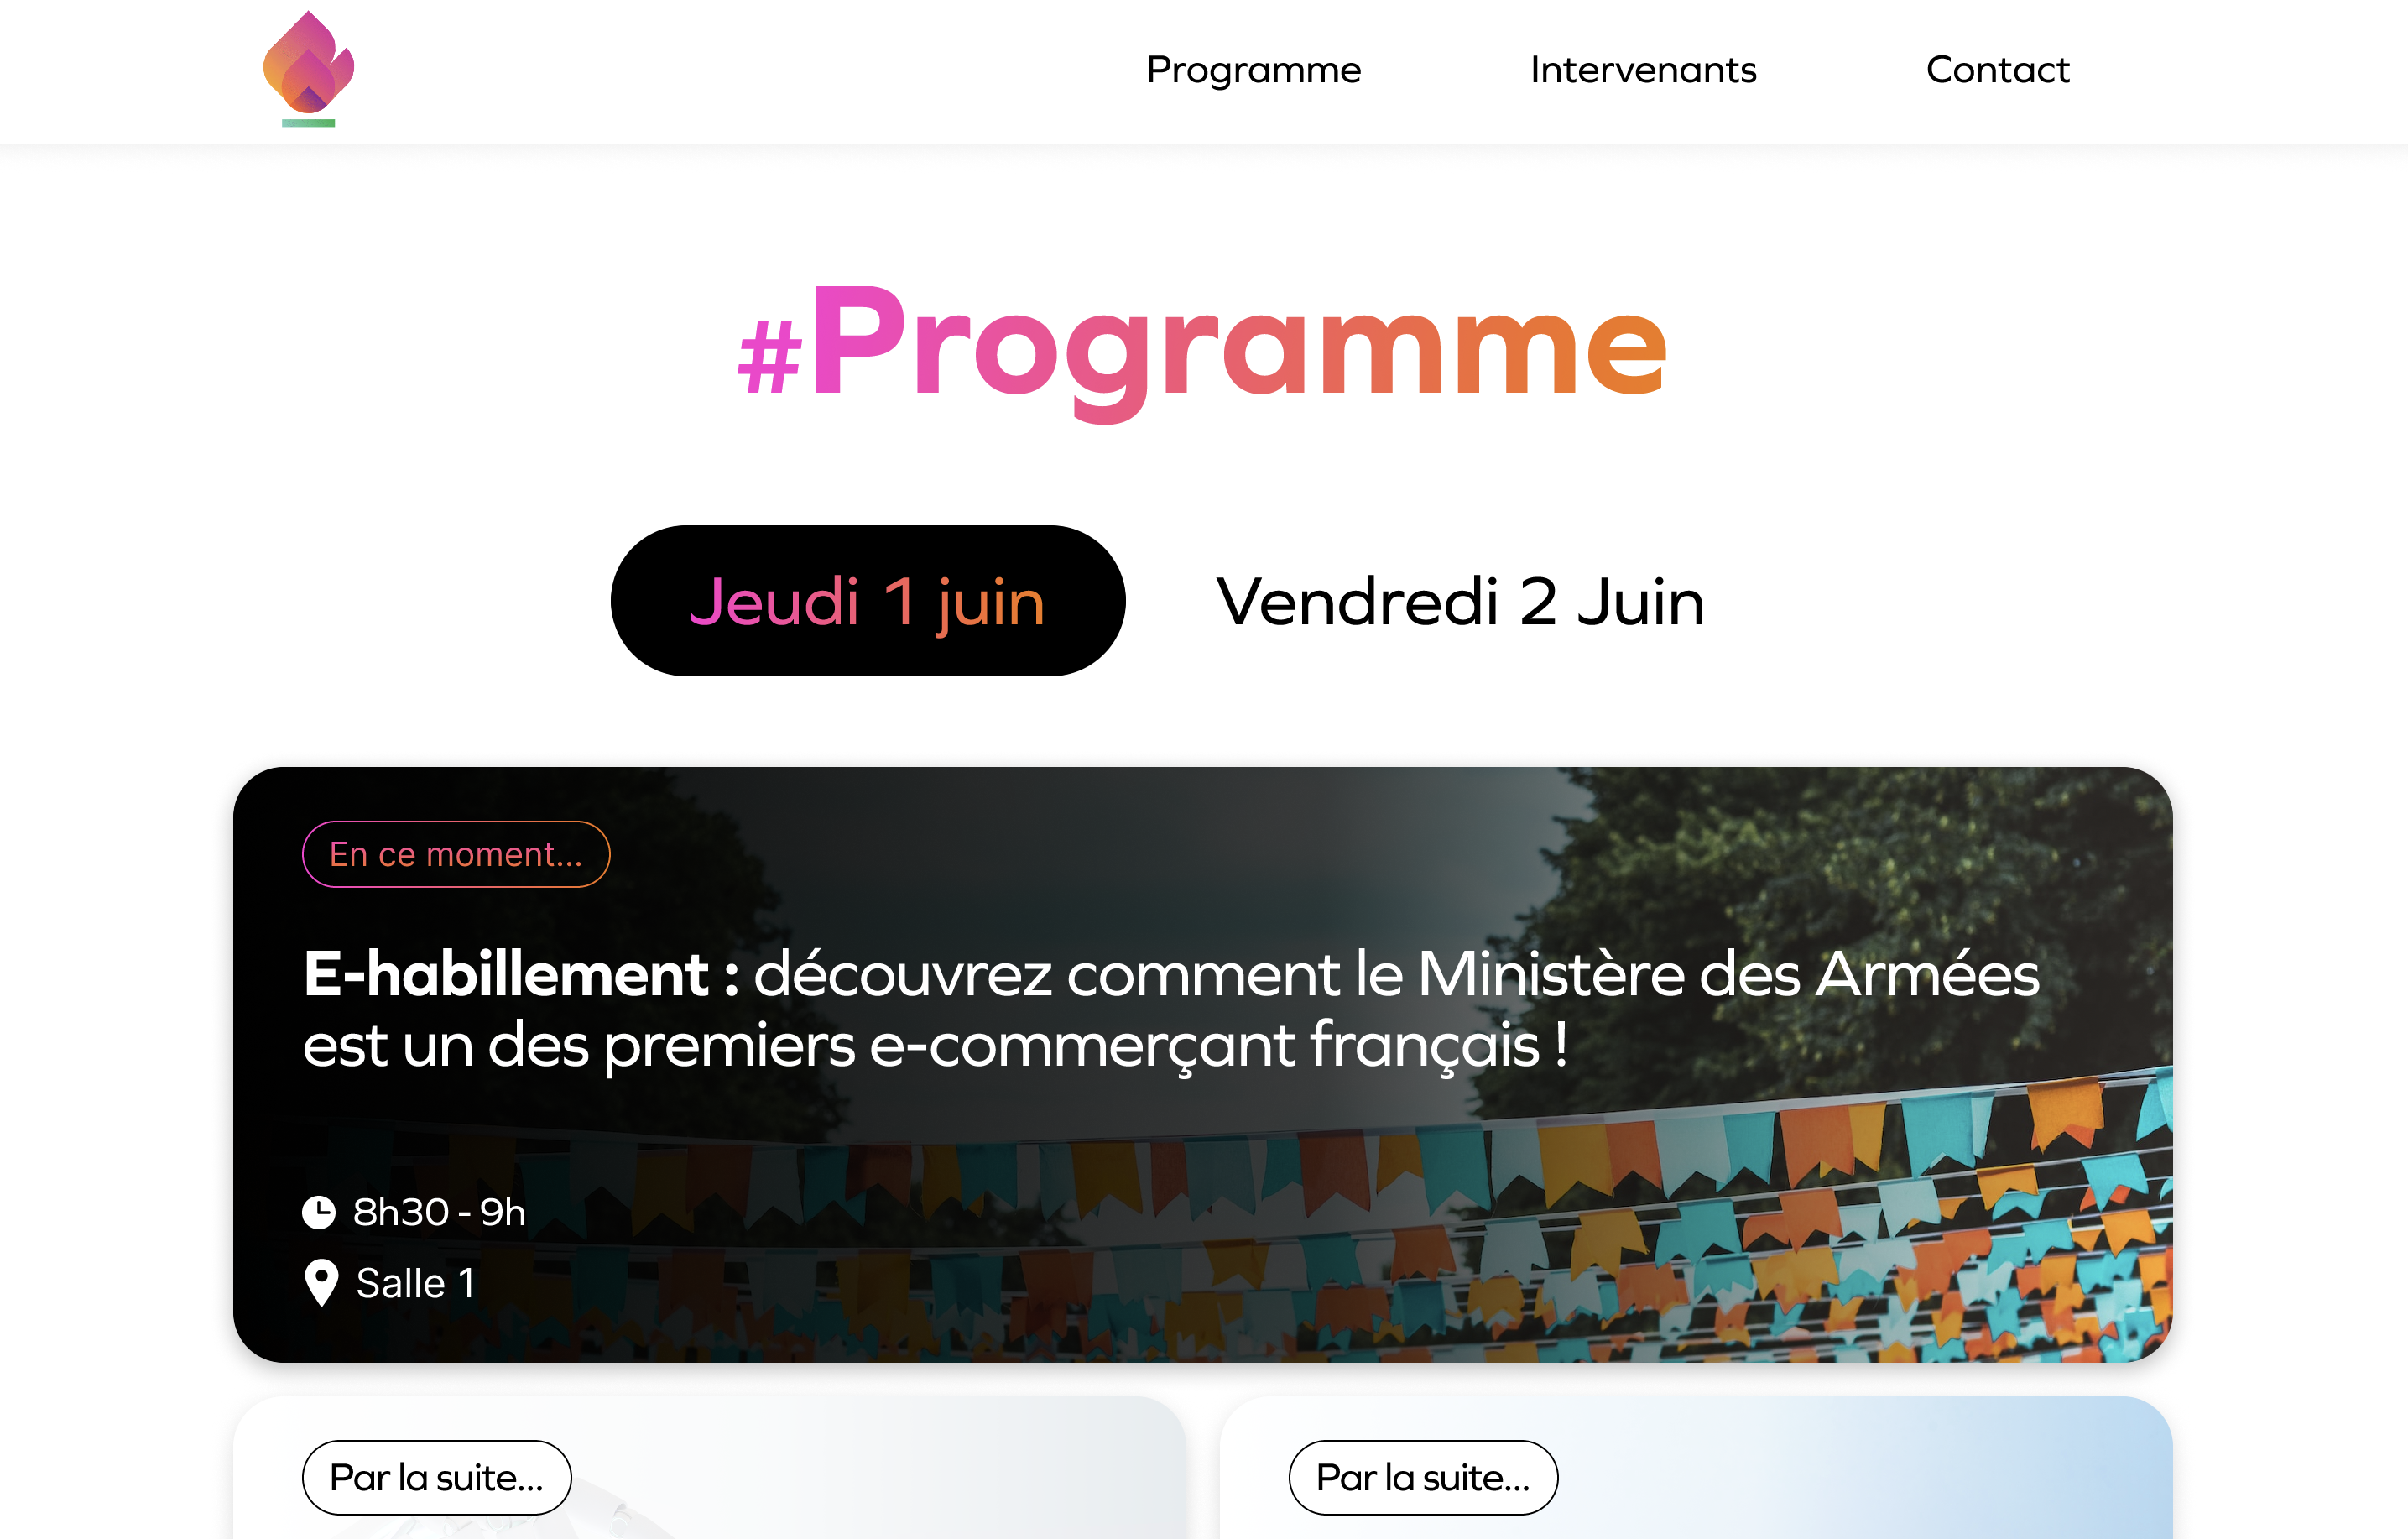 Programme
Intervenants
Contact
#Programme
Jeudi 1 juin
Vendredi 2 Juin
En ce moment...
E-habillement : découvrez comment le Ministère des Armées
est un des premiers e-commerçant français !
8h30 - 9h
Salle 1
Par la suite...
Par la suite...